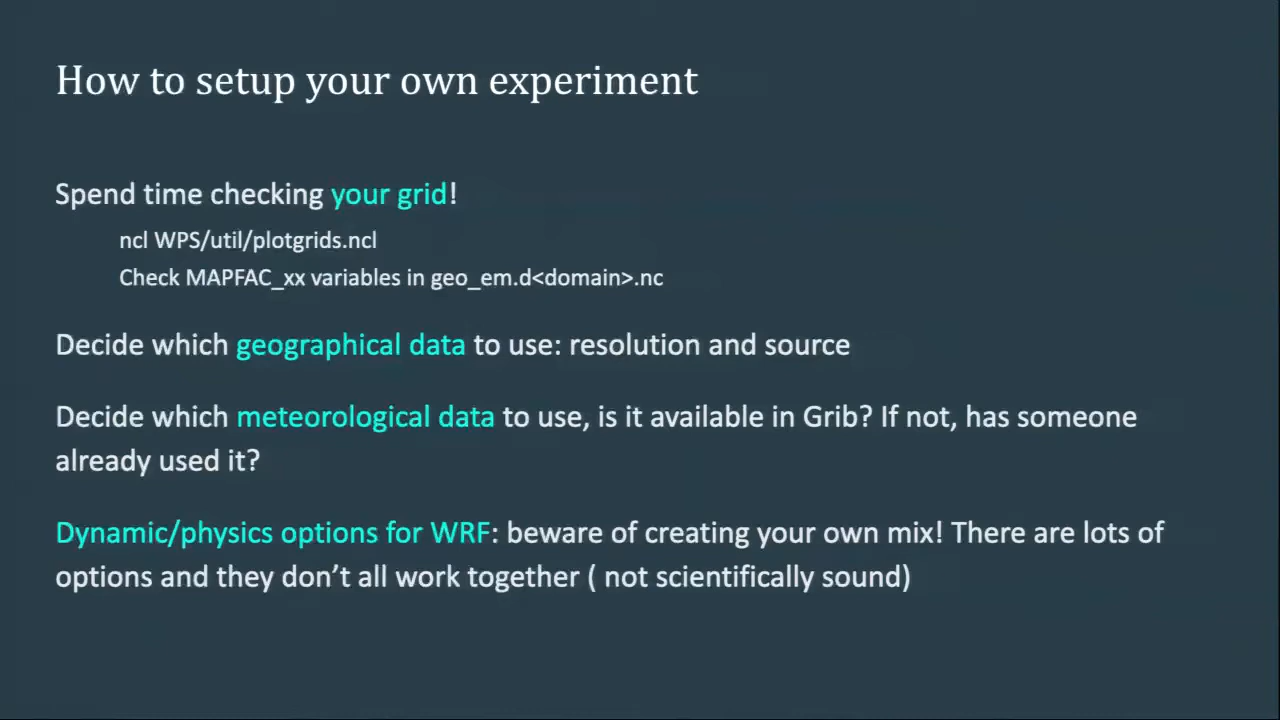 How to setup your own experiment
Spend time checking your grid!
ncl WPS/util/plotgrids.ncl
Check MAPFAC_xx variables in geo_em.d<domain>.nc
Decide which geographical data to use: resolution and source
Decide which meteorological data to use, is it available in Grib? If not, has someone
already used it?
Dynamic/physics options for WRF: beware of creating your own mix! There are lots of
options and they don’t all work together ( not scientifically sound)